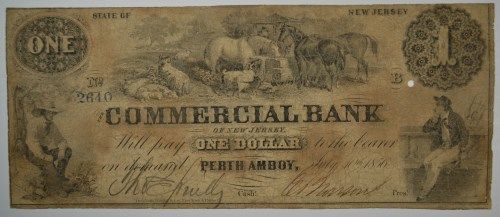 STATE OF
NEW JERSEY
ONE
1
No
2640
B
COMMERCIAL BANK
OF NEW JERSEY,
Will pay ONE DOLLAR to the bearer
on demand PERTH AMBOY, July
Cash.
Pres.